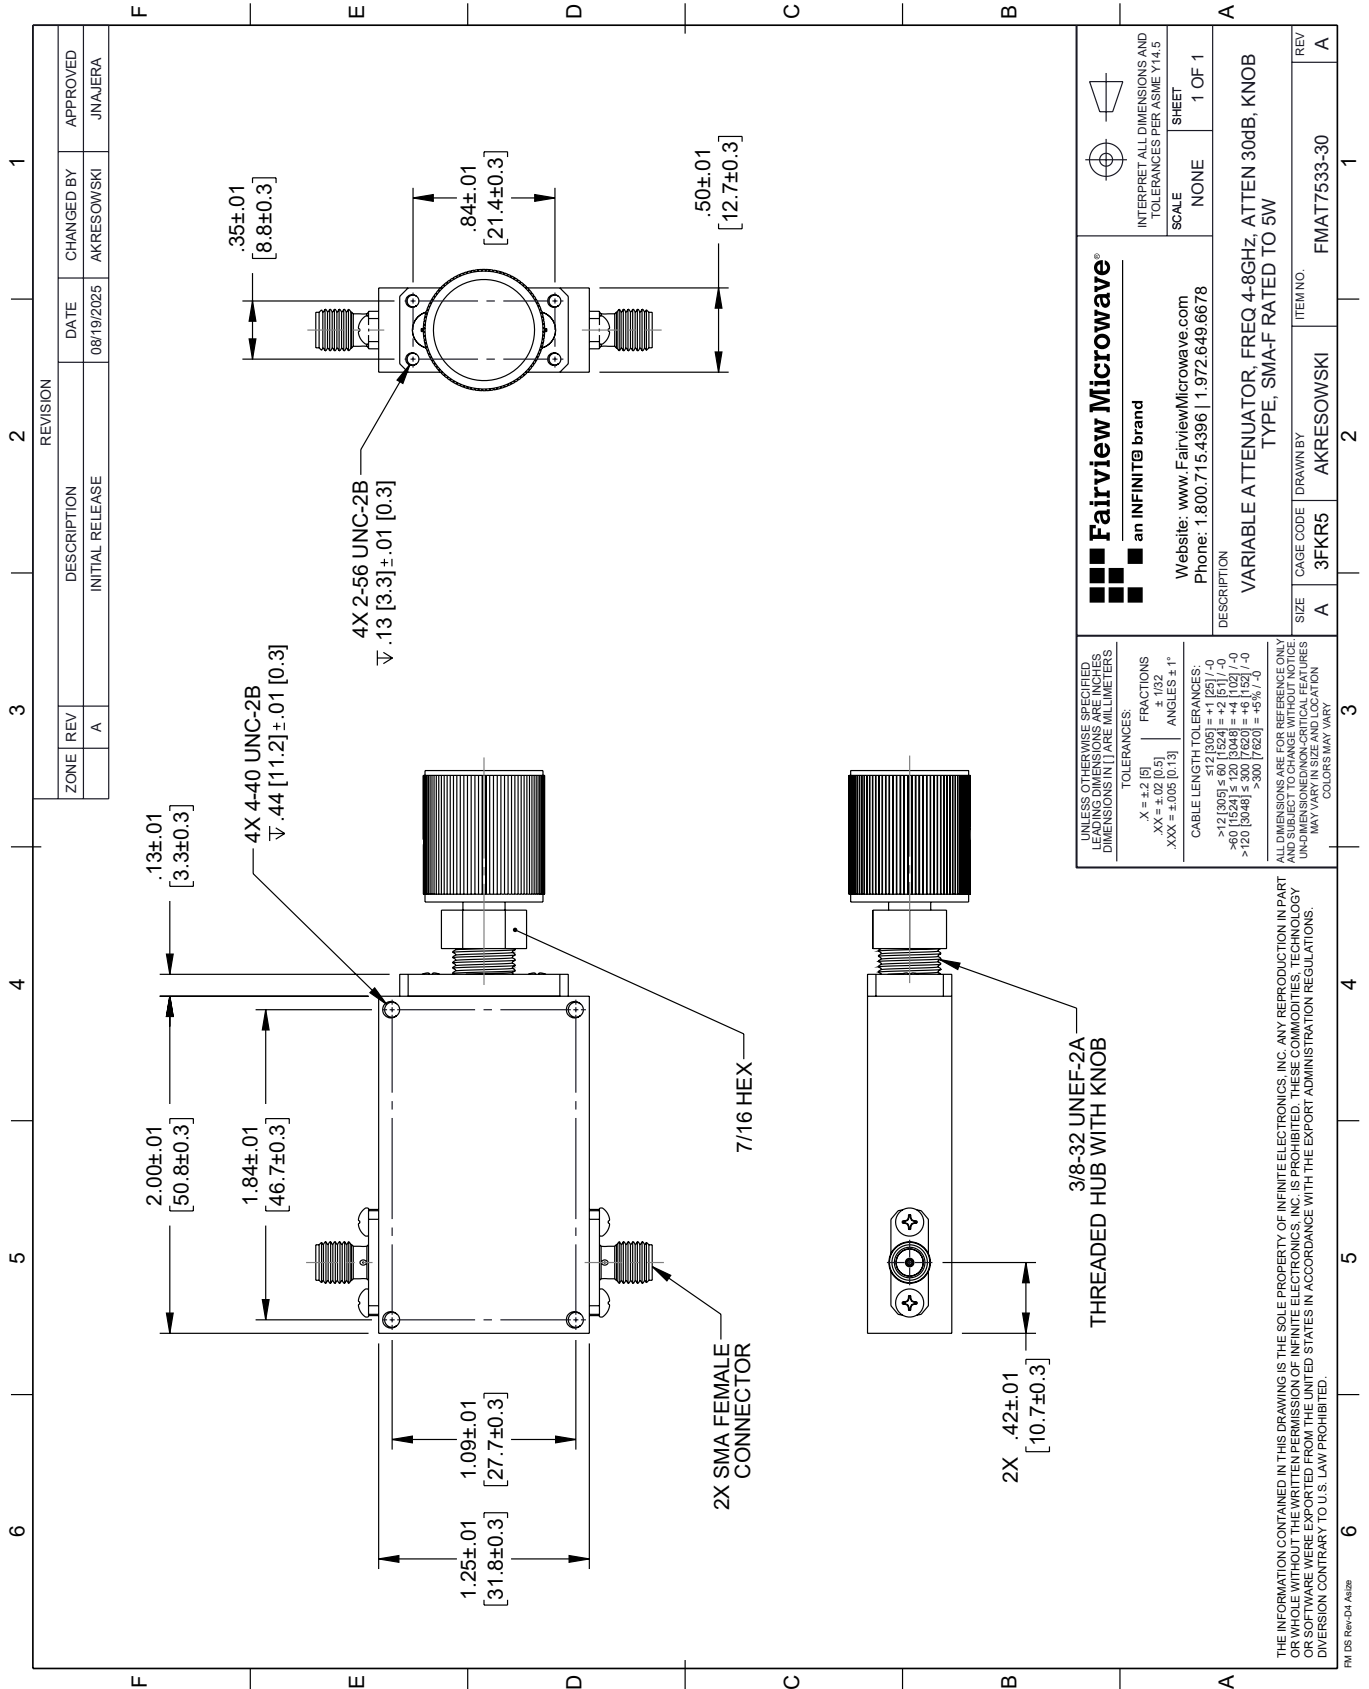 6
5
4
3
2
1
F
E
D
C
B
A
REVISION
ZONE REV DESCRIPTION DATE CHANGED BY APPROVED
A INITIAL RELEASE 08/19/2025 AKRESOWSKI JNAJERA
2.00±.01
[50.8±0.3]
.13±.01
[3.3±0.3]
1.84±.01
[46.7±0.3]
4X 4-40 UNC-2B
↧.44 [11.2]±.01 [0.3]
1.25±.01
[31.8±0.3]
1.09±.01
[27.7±0.3]
2X SMA FEMALE
CONNECTOR
7/16 HEX
4X 2-56 UNC-2B
↧.13 [3.3]±.01 [0.3]
.35±.01
[8.8±0.3]
.84±.01
[21.4±0.3]
.50±.01
[12.7±0.3]
2X .42±.01
[10.7±0.3]
3/8-32 UNEF-2A
THREADED HUB WITH KNOB
THE INFORMATION CONTAINED IN THIS DRAWING IS THE SOLE PROPERTY OF INFINITE ELECTRONICS, INC. ANY REPRODUCTION IN PART
OR WHOLE WITHOUT THE WRITTEN PERMISSION OF INFINITE ELECTRONICS, INC. IS PROHIBITED. THESE COMMODITIES, TECHNOLOGY
OR SOFTWARE WERE EXPORTED FROM THE UNITED STATES IN ACCORDANCE WITH THE EXPORT ADMINISTRATION REGULATIONS.
DIVERSION CONTRARY TO U.S. LAW PROHIBITED.
UNLESS OTHERWISE SPECIFIED
LEADING DIMENSIONS ARE INCHES
DIMENSIONS IN [ ] ARE MILLIMETERS
TOLERANCES:
.X = ±.2 [5] FRACTIONS
.XX = ±.02 [0.5] ± 1/32
.XXX = ±.005 [0.13] ANGLES ± 1°
CABLE LENGTH TOLERANCES:
≤12 [305] = +1 [25] / -0
>12 [305] ≤ 60 [1524] = +2 [51] / -0
>60 [1524] ≤ 120 [3048] = +4 [102] / -0
>120 [3048] ≤ 300 [7620] = +6 [152] / -0
>300 [7620] = +5% / -0
ALL DIMENSIONS ARE FOR REFERENCE ONLY
AND SUBJECT TO CHANGE WITHOUT NOTICE.
UN-DIMENSIONED/NON-CRITICAL FEATURES
MAY VARY IN SIZE AND LOCATION
COLORS MAY VARY
Fairview Microwave®
an INFINIT® brand
Website: www.FairviewMicrowave.com
Phone: 1.800.715.4396 | 1.972.649.6678
INTERPRET ALL DIMENSIONS AND
TOLERANCES PER ASME Y14.5
SCALE NONE
SHEET 1 OF 1
DESCRIPTION
VARIABLE ATTENUATOR, FREQ 4-8GHz, ATTEN 30dB, KNOB
TYPE, SMA-F RATED TO 5W
SIZE A
CAGE CODE 3FKR5
DRAWN BY AKRESOWSKI
ITEM NO. FMAT7533-30
REV A
F
E
D
C
B
A
6
5
4
3
2
1
FM DS Rev-D4 Asize